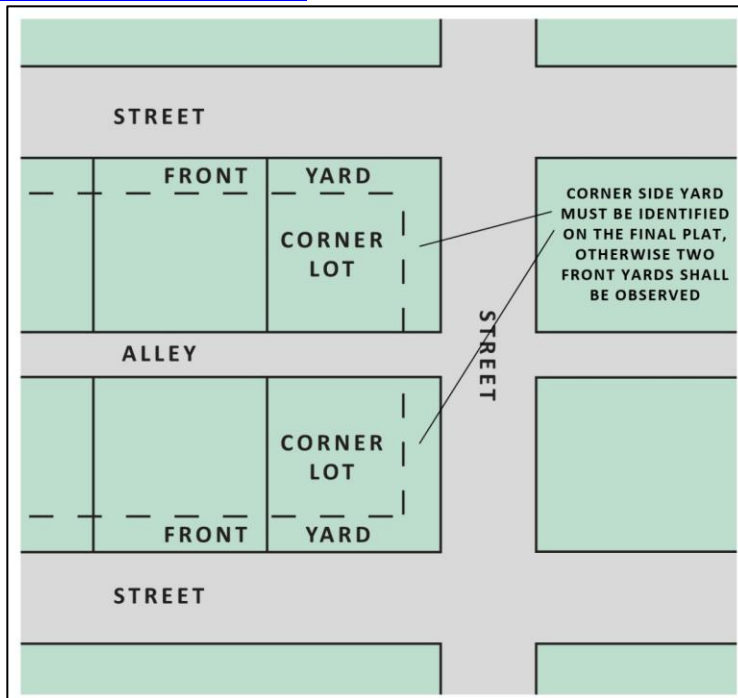 STREET
FRONT YARD
CORNER
LOT
CORNER SIDE YARD
MUST BE IDENTIFIED
ON THE FINAL PLAT,
OTHERWISE TWO
FRONT YARDS SHALL
BE OBSERVED
STREET
ALLEY
CORNER
LOT
FRONT YARD
STREET